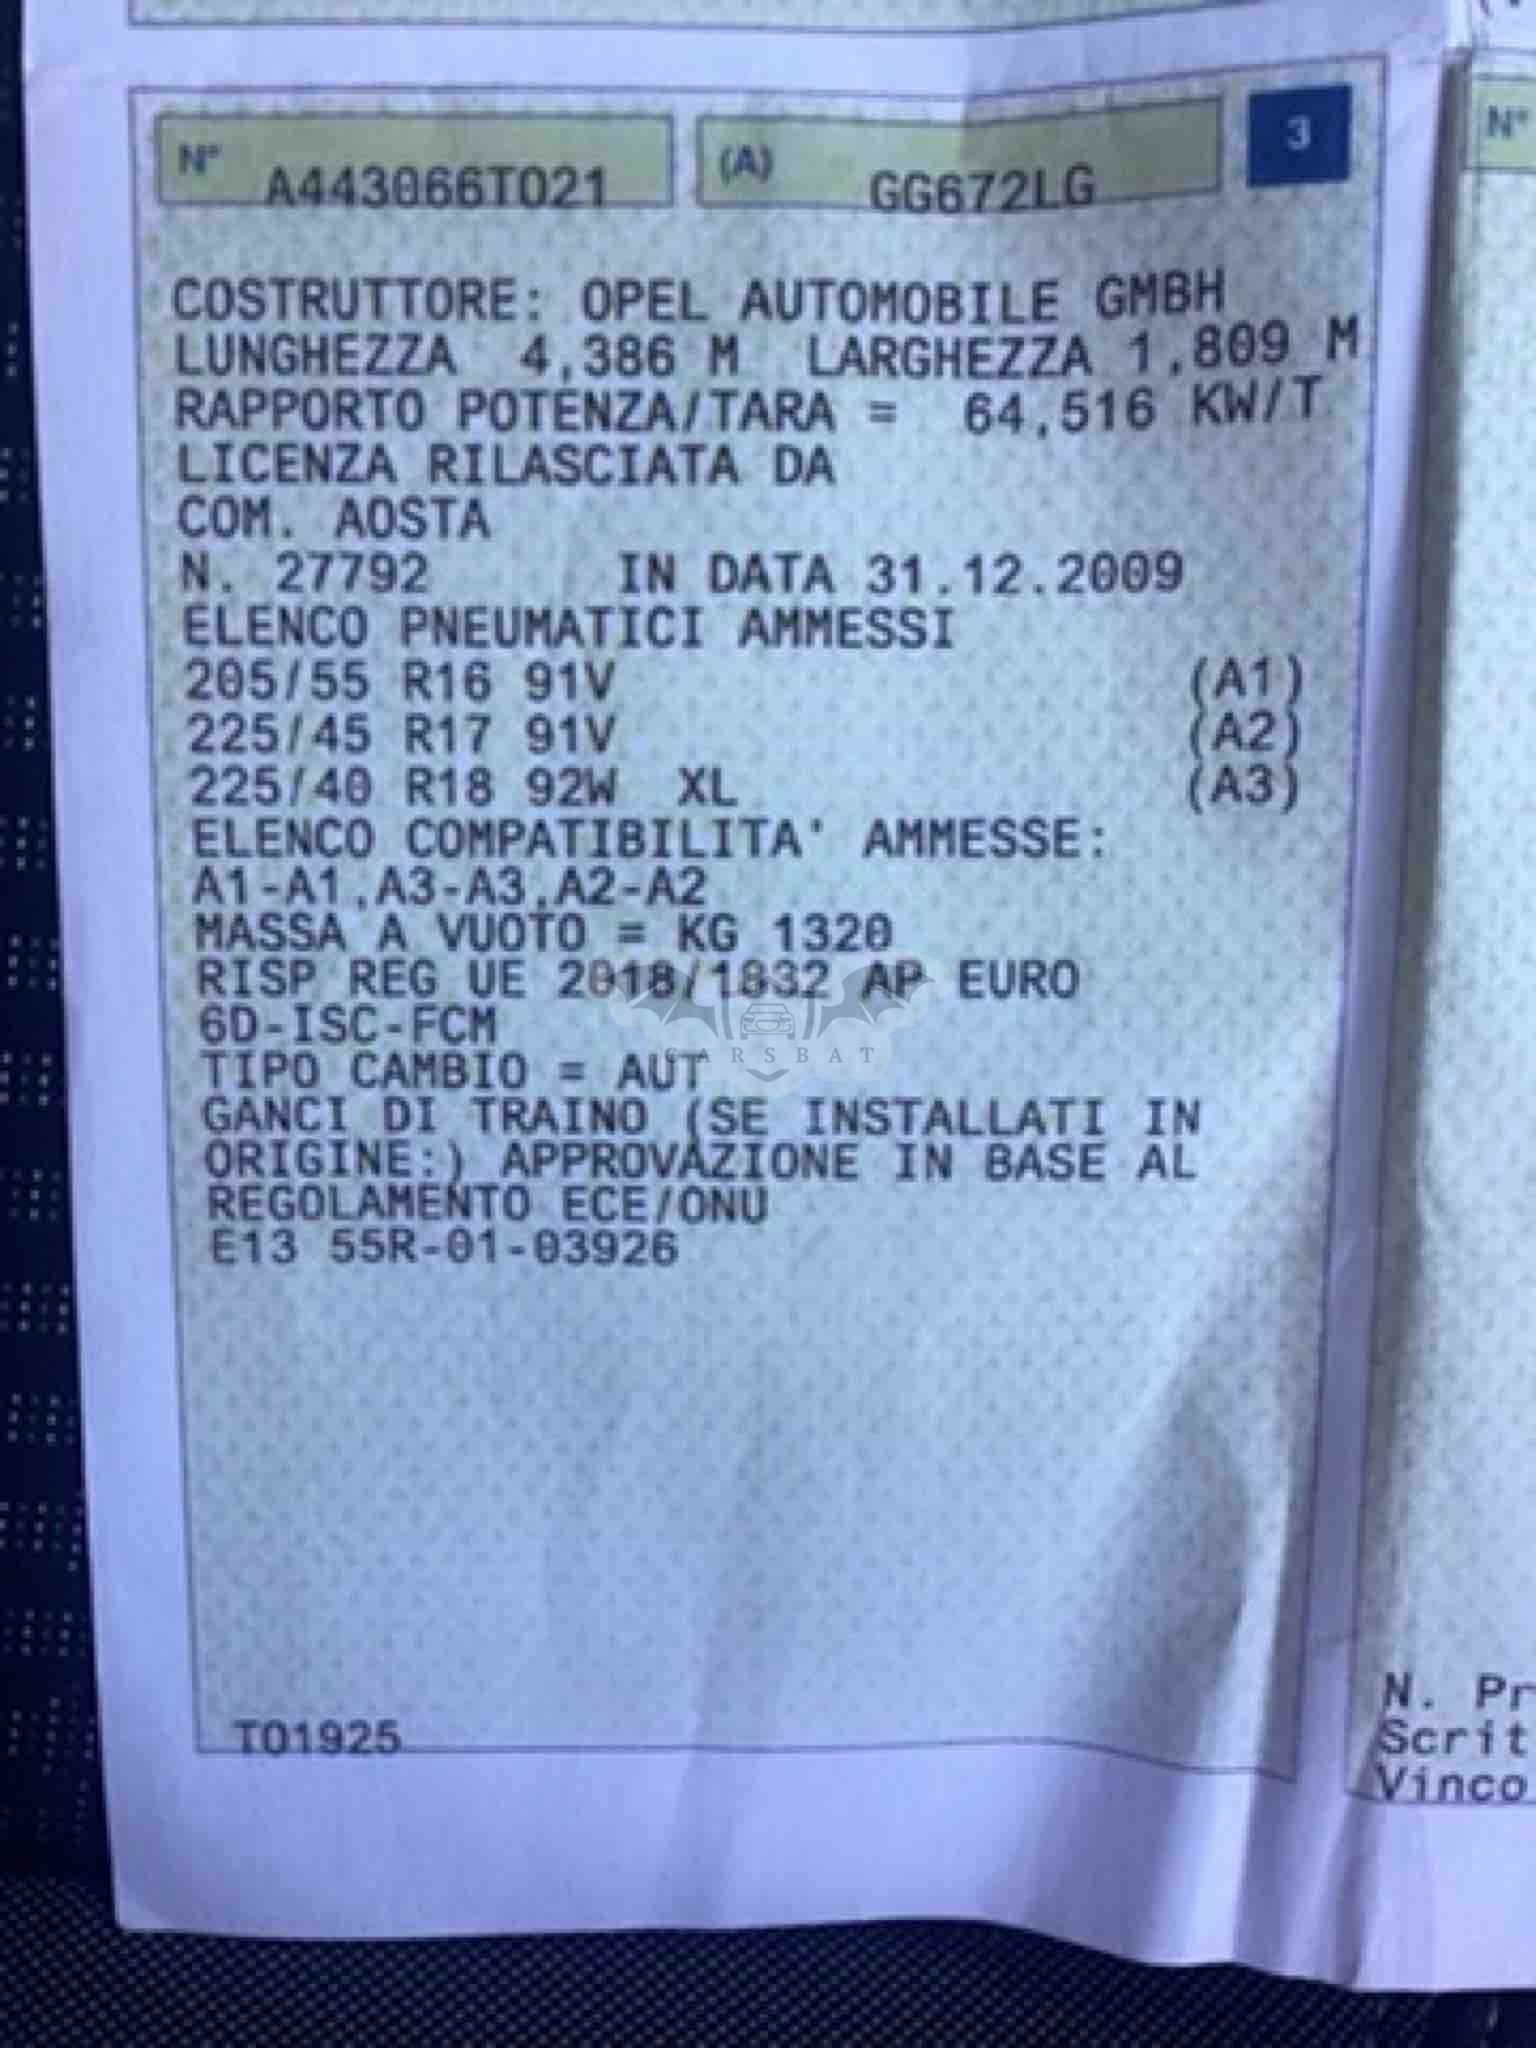 N° A443066TO21 (A) GG672LG 3
COSTRUTTORE: OPEL AUTOMOBILE GMBH
LUNGHEZZA 4,386 M LARGHEZZA 1,809 M
RAPPORTO POTENZA/TARA = 64,516 KW/T
LICENZA RILASCIATA DA
COM. AOSTA
N. 27792 IN DATA 31.12.2009
ELENCO PNEUMATICI AMMESSI
205/55 R16 91V (A1)
225/45 R17 91V (A2)
225/40 R18 92W XL (A3)
ELENCO COMPATIBILITA' AMMESSE:
A1-A1,A3-A3,A2-A2
MASSA A VUOTO = KG 1320
RISP REG UE 2018/1832 AP EURO
6D-ISC-FCM
CARSBAT
TIPO CAMBIO = AUT
GANCI DI TRAINO (SE INSTALLATI IN
ORIGINE:) APPROVAZIONE IN BASE AL
REGOLAMENTO ECE/ONU
E13 55R-01-03926
TO1925
N°
N. Pr
Scrit
Vinco